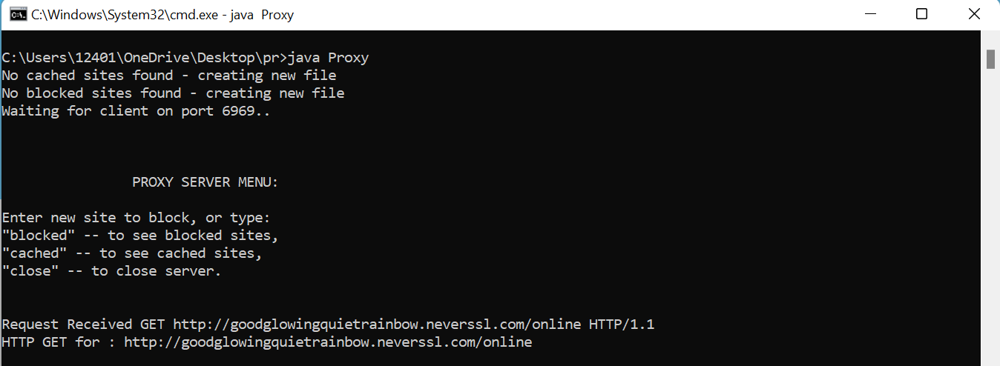 C:\Windows\System32\cmd.exe - java  Proxy
C:\Users\12401\OneDrive\Desktop\pr>java Proxy
No cached sites found - creating new file
No blocked sites found - creating new file
Waiting for client on port 6969..
PROXY SERVER MENU:
Enter new site to block, or type:
"blocked" -- to see blocked sites,
"cached" -- to see cached sites,
"close" -- to close server.
Request Received GET http://goodglowingquietrainbow.neverssl.com/online HTTP/1.1
HTTP GET for : http://goodglowingquietrainbow.neverssl.com/online